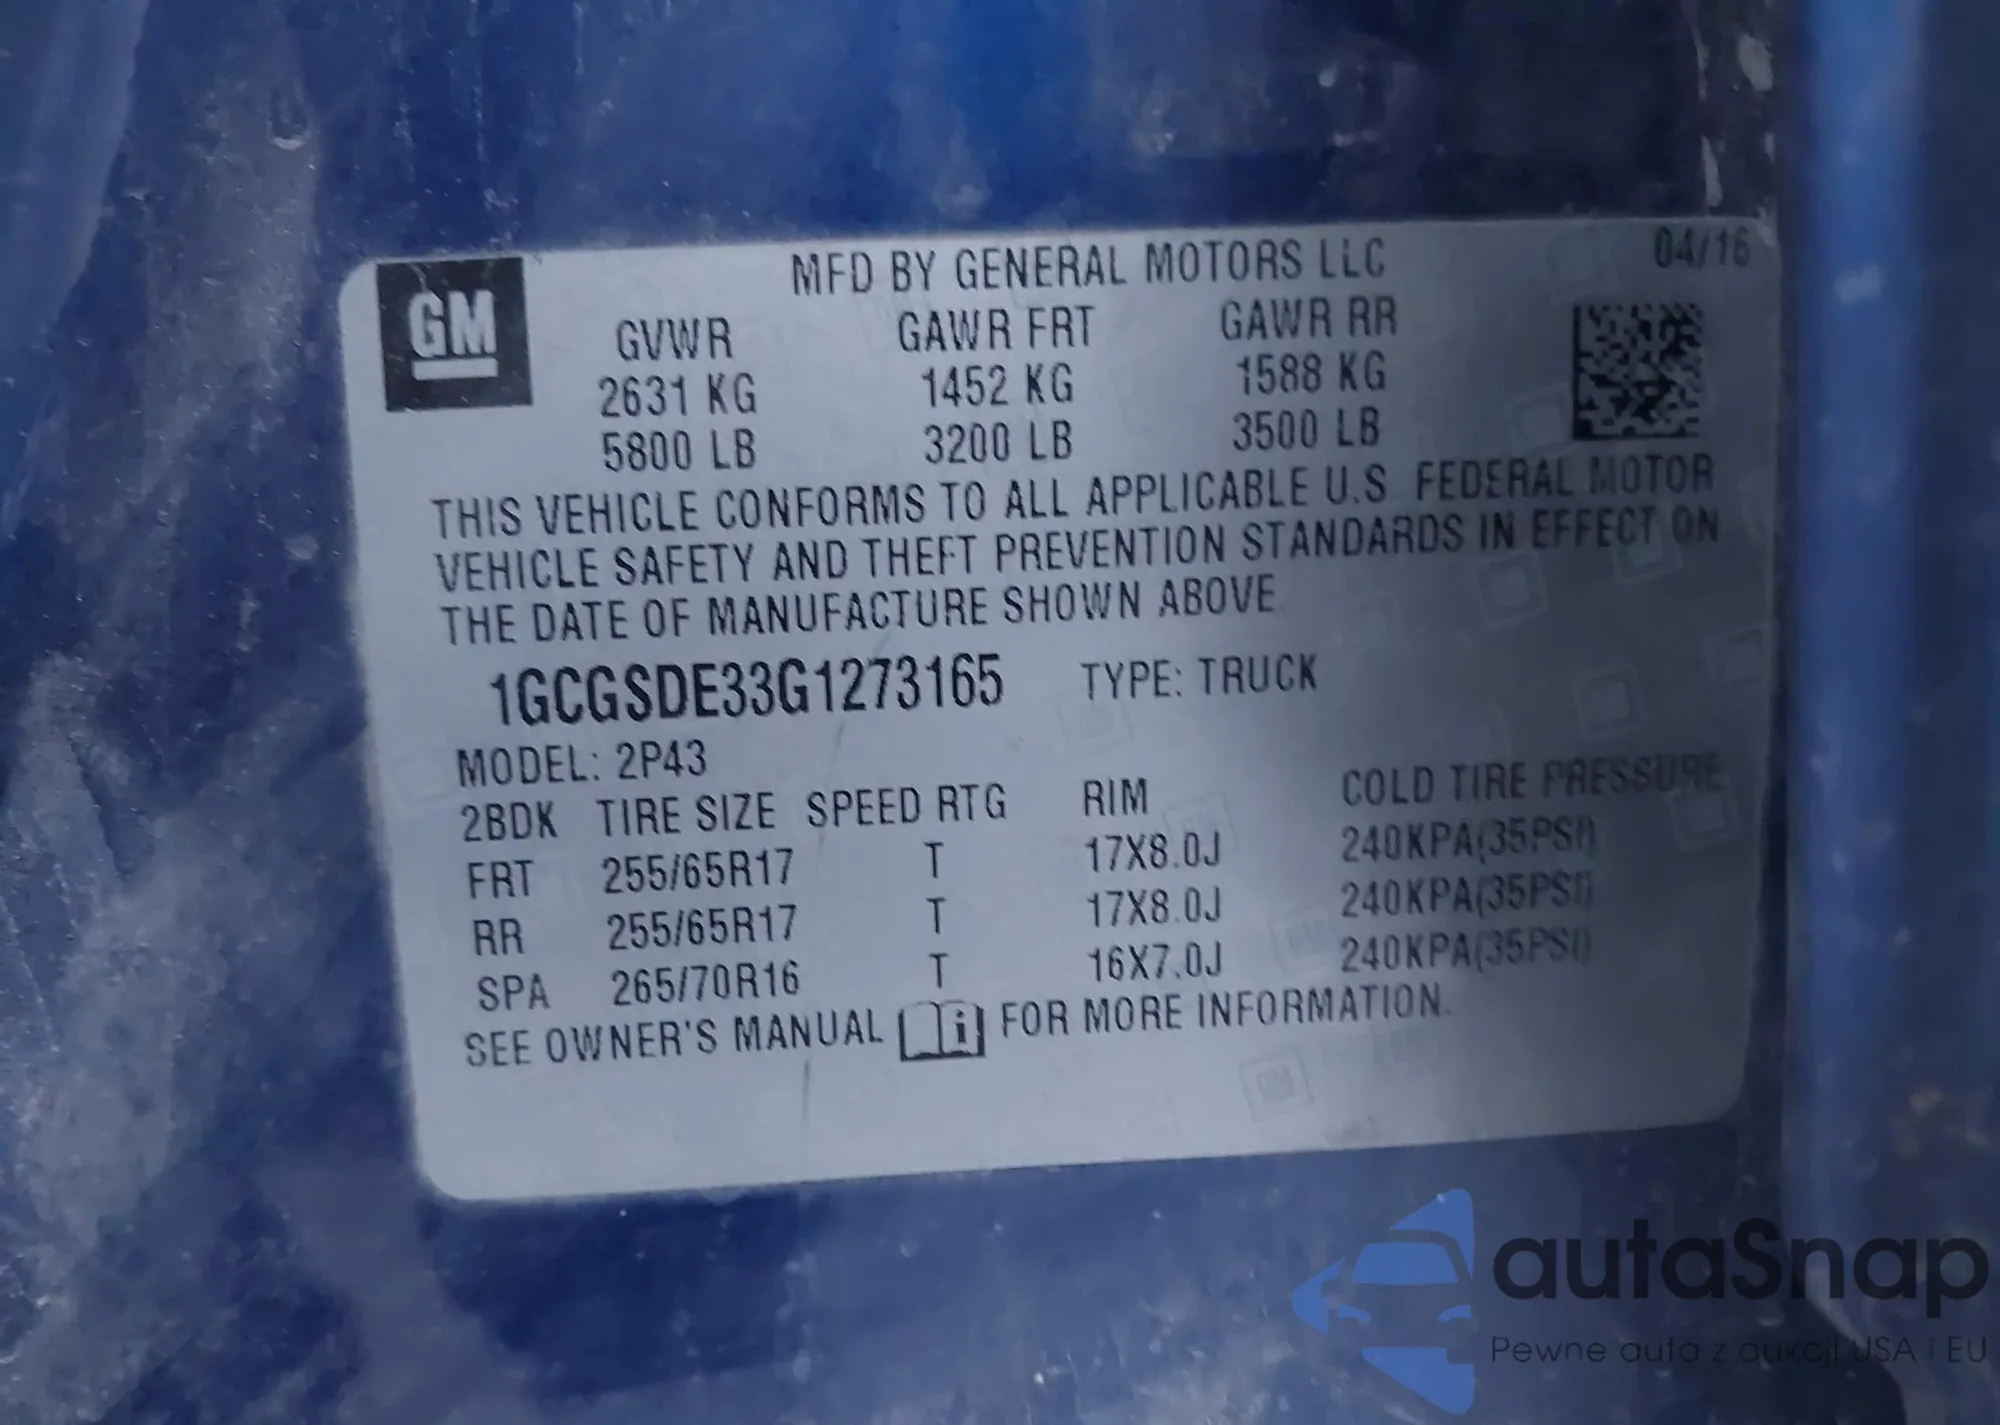 MFD BY GENERAL MOTORS LLC 04/16
GM
GVWR GAWR FRT GAWR RR
2631 KG 1452 KG 1588 KG
5800 LB 3200 LB 3500 LB
THIS VEHICLE CONFORMS TO ALL APPLICABLE U.S FEDERAL MOTOR
VEHICLE SAFETY AND THEFT PREVENTION STANDARDS IN EFFECT ON
THE DATE OF MANUFACTURE SHOWN ABOVE.
1GCGSDE33G1273165 TYPE: TRUCK
MODEL: 2P43
2BDK TIRE SIZE SPEED RTG RIM COLD TIRE PRESSURE
FRT 255/65R17 T 17X8.0J 240KPA(35PSI)
RR 255/65R17 T 17X8.0J 240KPA(35PSI)
SPA 265/70R16 T 16X7.0J 240KPA(35PSI)
SEE OWNER'S MANUAL i FOR MORE INFORMATION.
autaSnap
Pewne auta z aukcji USA i EU